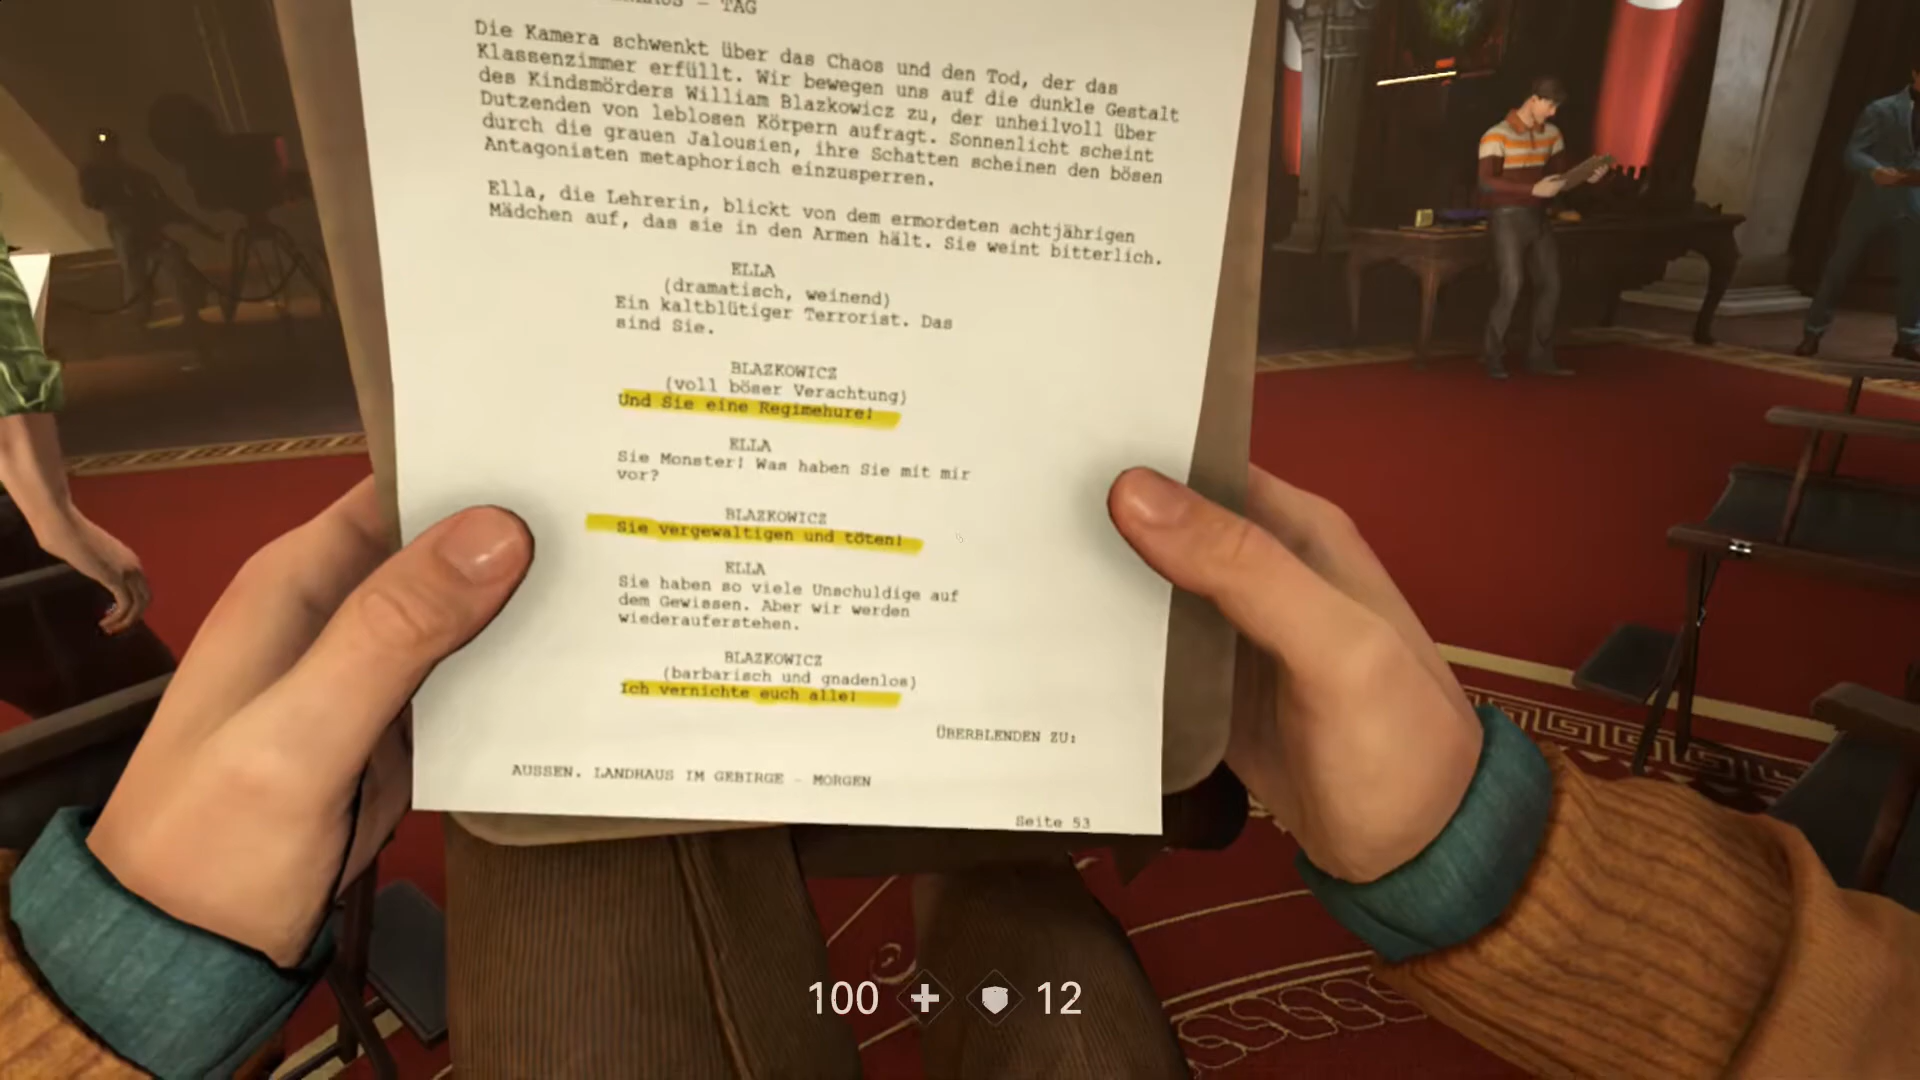 – TAG
Die Kamera schwenkt über das Chaos und den Tod, der das
Klassenzimmer erfüllt. Wir bewegen uns auf die dunkle Gestalt
des Kindsmörders William Blazkowicz zu, der unheilvoll über
Dutzenden von leblosen Körpern aufragt. Sonnenlicht scheint
durch die grauen Jalousien, ihre Schatten scheinen den bösen
Antagonisten metaphorisch einzusperren.
Ella, die Lehrerin, blickt von dem ermordeten achtjährigen
Mädchen auf, das sie in den Armen hält. Sie weint bitterlich.
ELLA
(dramatisch, weinend)
Ein kaltblütiger Terrorist. Das
sind Sie.
BLAZKOWICZ
(voll böser Verachtung)
Und Sie eine Regimehure!
ELLA
Sie Monster! Was haben Sie mit mir
vor?
BLAZKOWICZ
Sie vergewaltigen und töten!
ELLA
Sie haben so viele Unschuldige auf
dem Gewissen. Aber wir werden
wiederauferstehen.
BLAZKOWICZ
(barbarisch und gnadenlos)
Ich vernichte euch alle!
ÜBERBLENDEN ZU:
AUSSEN. LANDHAUS IM GEBIRGE – MORGEN
Seite 53
100 12